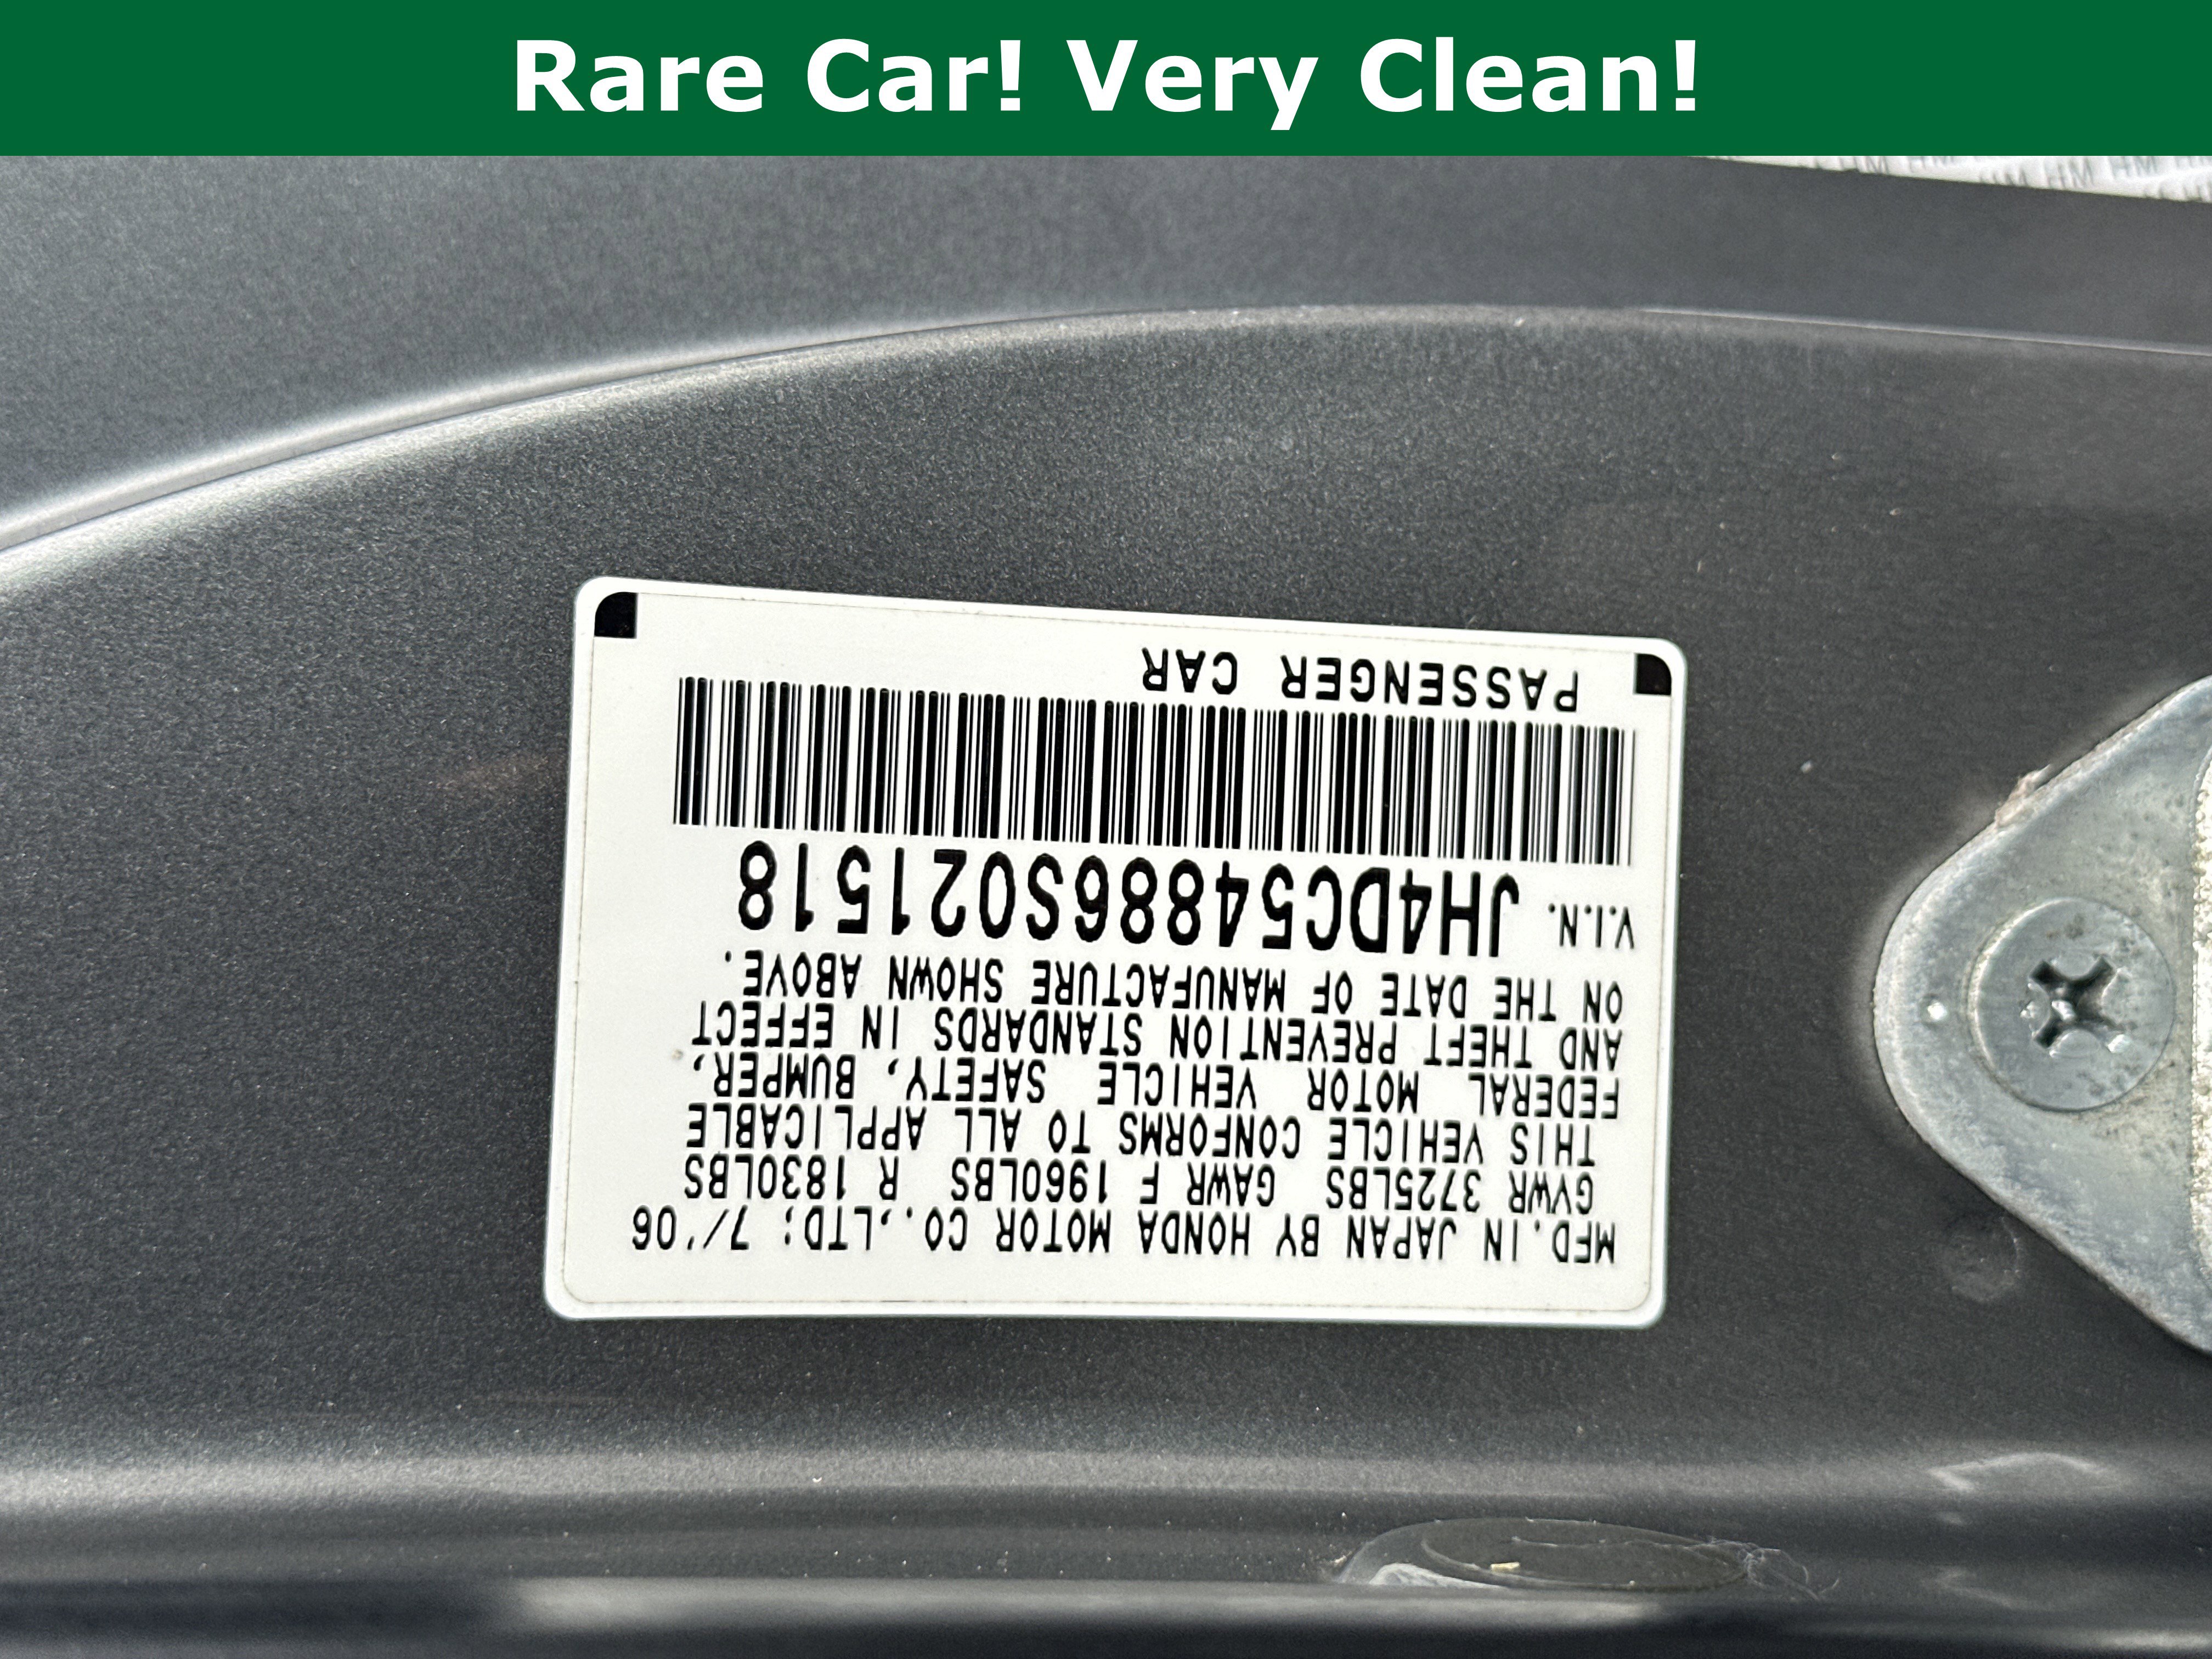 Rare Car! Very Clean!
MFD. IN JAPAN BY HONDA MOTOR CO.,LTD; 7/'06
GVWR 3725LBS GAWR F 1960LBS R 1830LBS
THIS VEHICLE CONFORMS TO ALL APPLICABLE
FEDERAL MOTOR VEHICLE SAFETY, BUMPER,
AND THEFT PREVENTION STANDARDS IN EFFECT
ON THE DATE OF MANUFACTURE SHOWN ABOVE.
V.I.N. JH4DC54886S021518
PASSENGER CAR